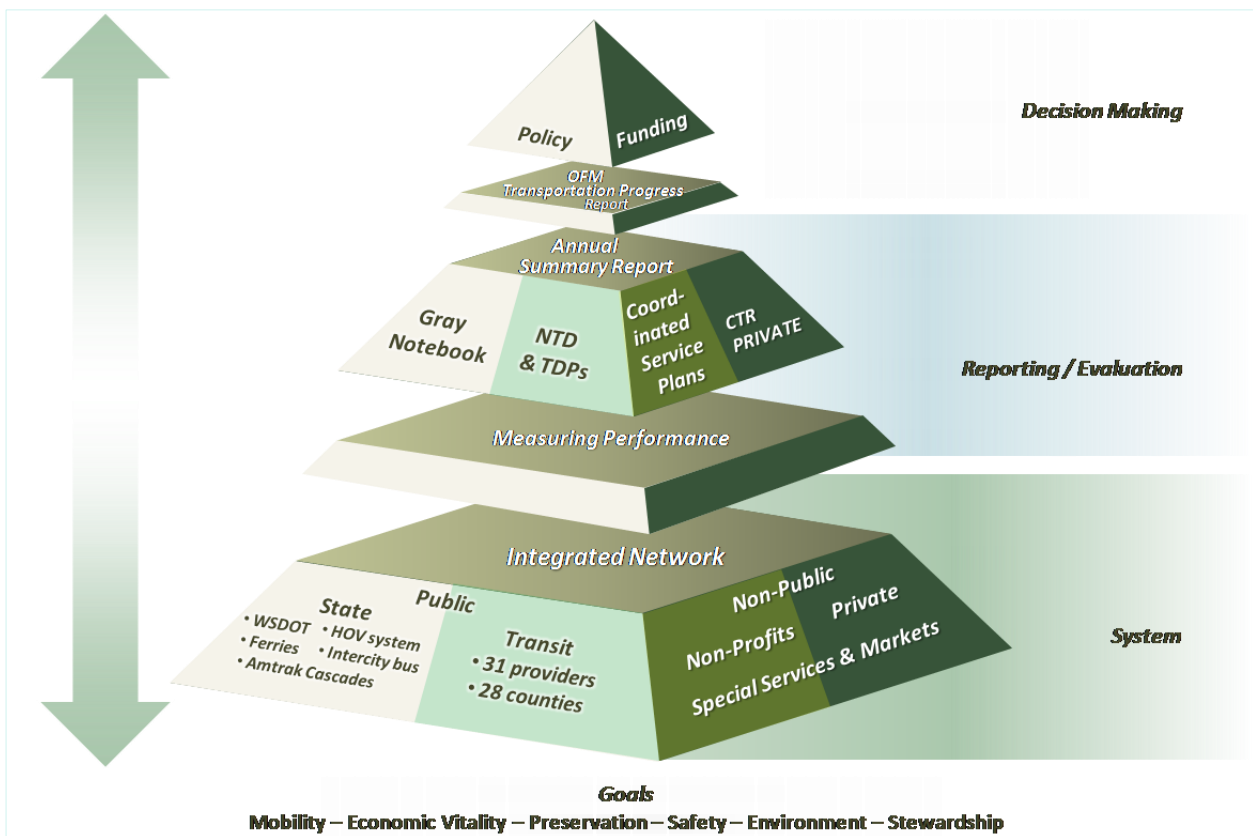 Decision Making
Policy
Funding
OFM
Transportation Progress
Report
Annual
Summary Report
Gray
Notebook
NTD
& TDPs
Coord-
inated
Service
Plans
CTR
PRIVATE
Reporting / Evaluation
Measuring Performance
Integrated Network
Public
State
• WSDOT
• HOV system
• Ferries
• Intercity bus
• Amtrak Cascades
Transit
• 31 providers
• 28 counties
Non-Public
Non-Profits
Private
Special Services & Markets
System
Goals
Mobility – Economic Vitality – Preservation – Safety – Environment – Stewardship